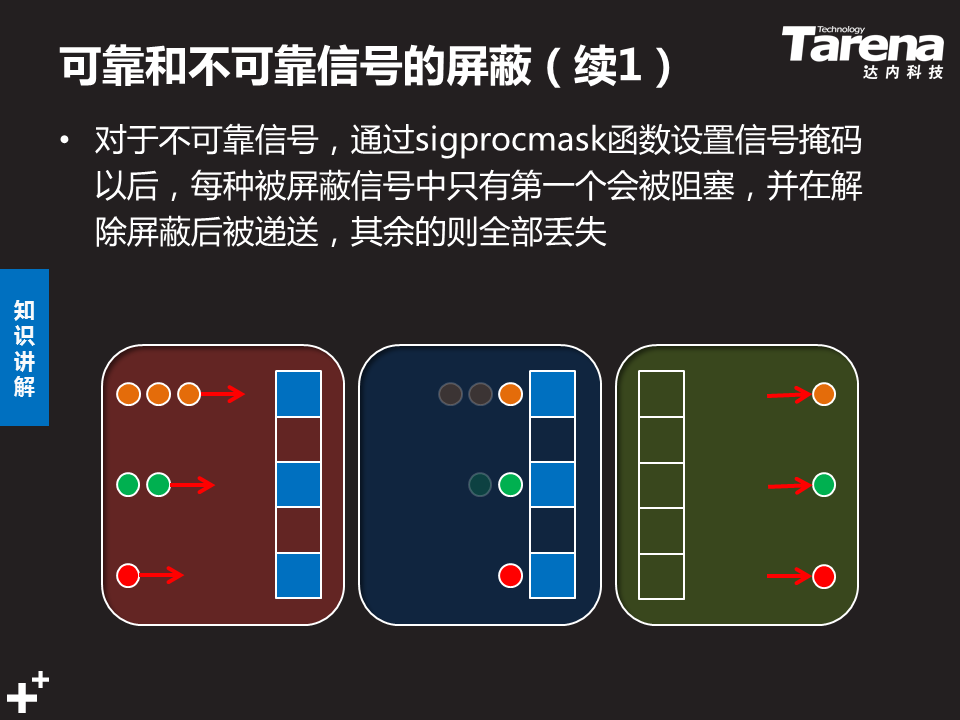 可靠和不可靠信号的屏蔽（续1）
Technology
Tarena
达内科技
• 对于不可靠信号，通过sigprocmask函数设置信号掩码
以后，每种被屏蔽信号中只有第一个会被阻塞，并在解
除屏蔽后被递送，其余的则全部丢失
知
识
讲
解